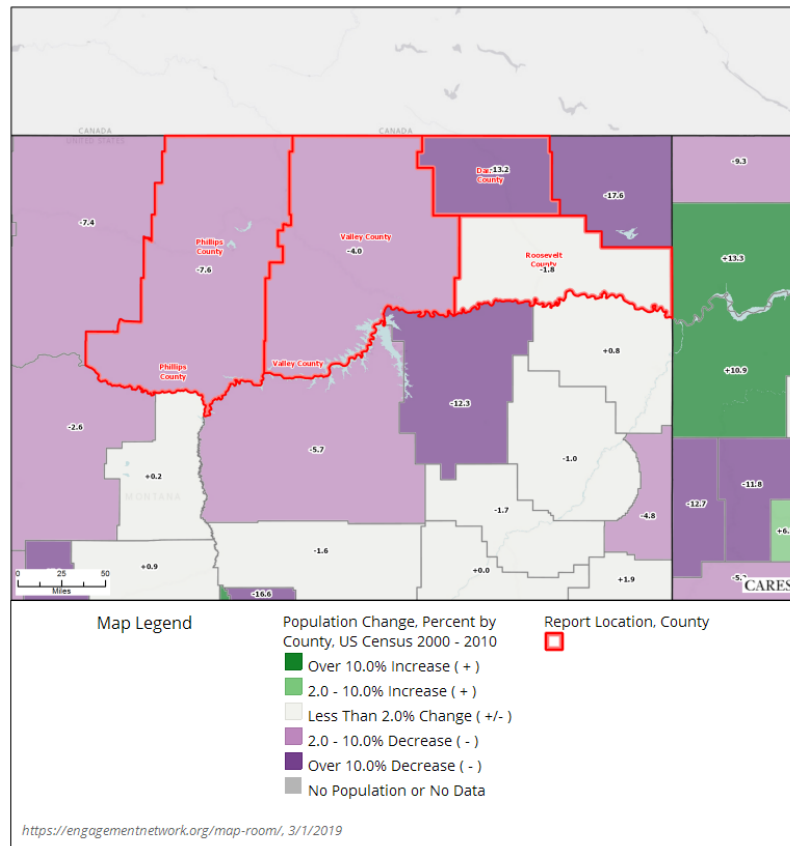 CANADA
UNITED STATES
CANADA
-9.3
Dan
-13.2
County
-17.6
-7.4
Phillips
County
-7.6
Valley County
-4.0
Roosevelt
County
-1.8
+13.3
Phillips
County
Valley County
+0.8
+10.9
-2.6
-12.3
-5.7
-1.0
+0.2
MONTANA
-12.7
-11.8
-1.7
-4.8
+6.
-1.6
+0.9
+0.0
+1.9
-16.6
0 25 50
Miles
CARES
Map Legend
Population Change, Percent by
County, US Census 2000 - 2010
Over 10.0% Increase ( + )
2.0 - 10.0% Increase ( + )
Less Than 2.0% Change ( +/- )
2.0 - 10.0% Decrease ( - )
Over 10.0% Decrease ( - )
No Population or No Data
Report Location, County
https://engagementnetwork.org/map-room/, 3/1/2019